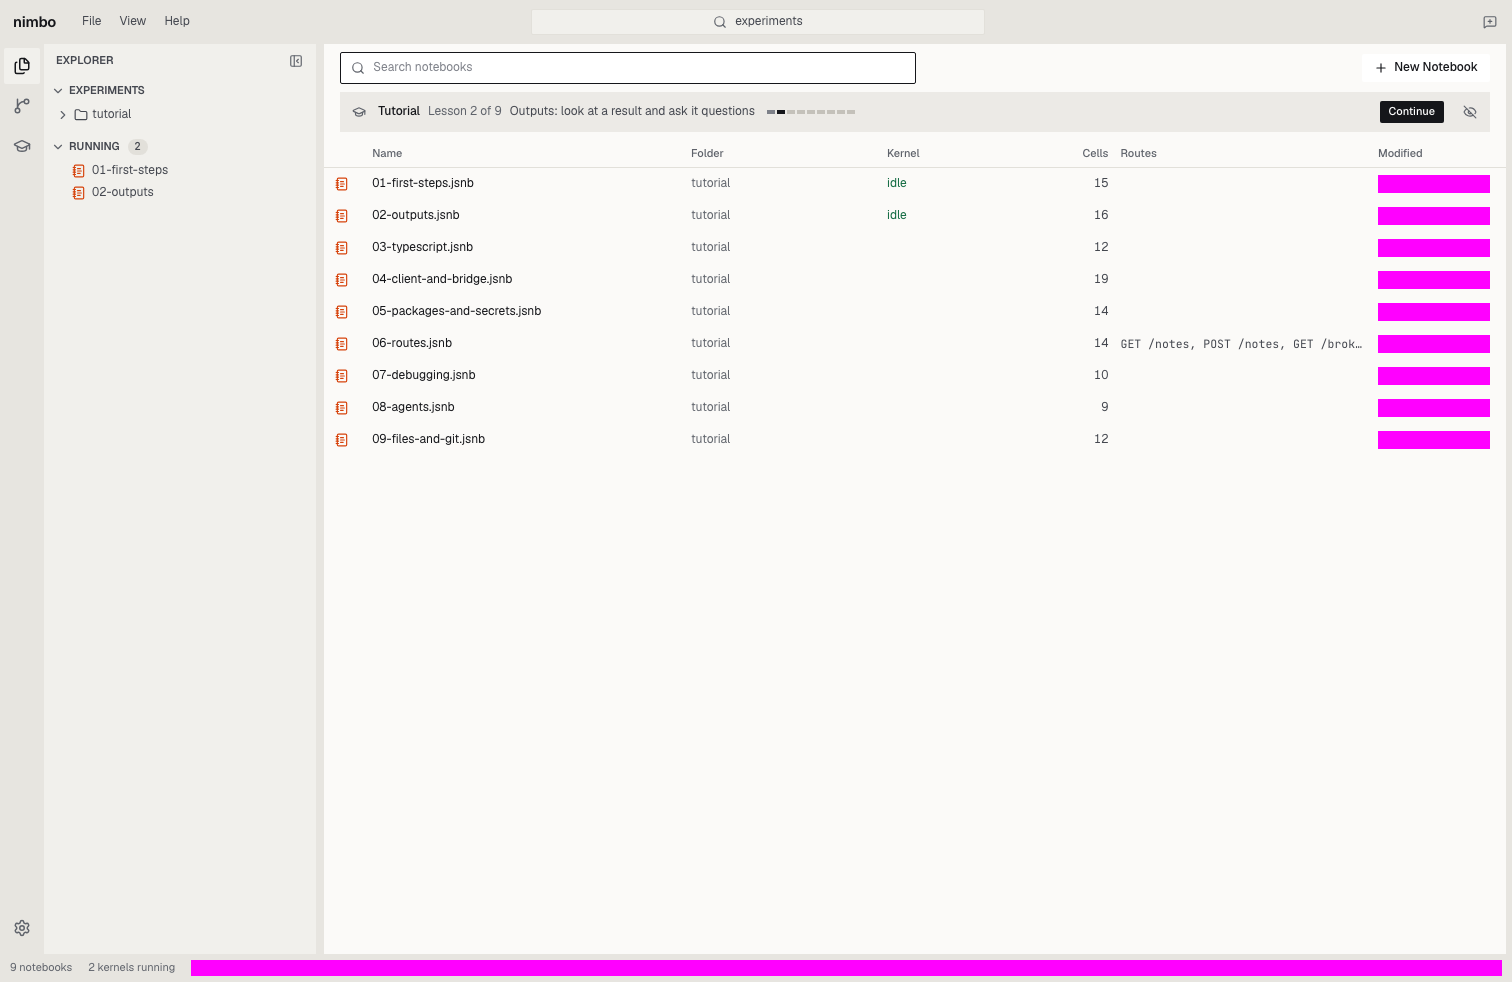 nimbo File View Help experiments
EXPLORER
EXPERIMENTS
tutorial
RUNNING 2
01-first-steps
02-outputs
Search notebooks
New Notebook
Tutorial Lesson 2 of 9 Outputs: look at a result and ask it questions Continue
Name Folder Kernel Cells Routes Modified
01-first-steps.jsnb tutorial idle 15
02-outputs.jsnb tutorial idle 16
03-typescript.jsnb tutorial 12
04-client-and-bridge.jsnb tutorial 19
05-packages-and-secrets.jsnb tutorial 14
06-routes.jsnb tutorial 14 GET /notes, POST /notes, GET /brok…
07-debugging.jsnb tutorial 10
08-agents.jsnb tutorial 9
09-files-and-git.jsnb tutorial 12
9 notebooks 2 kernels running